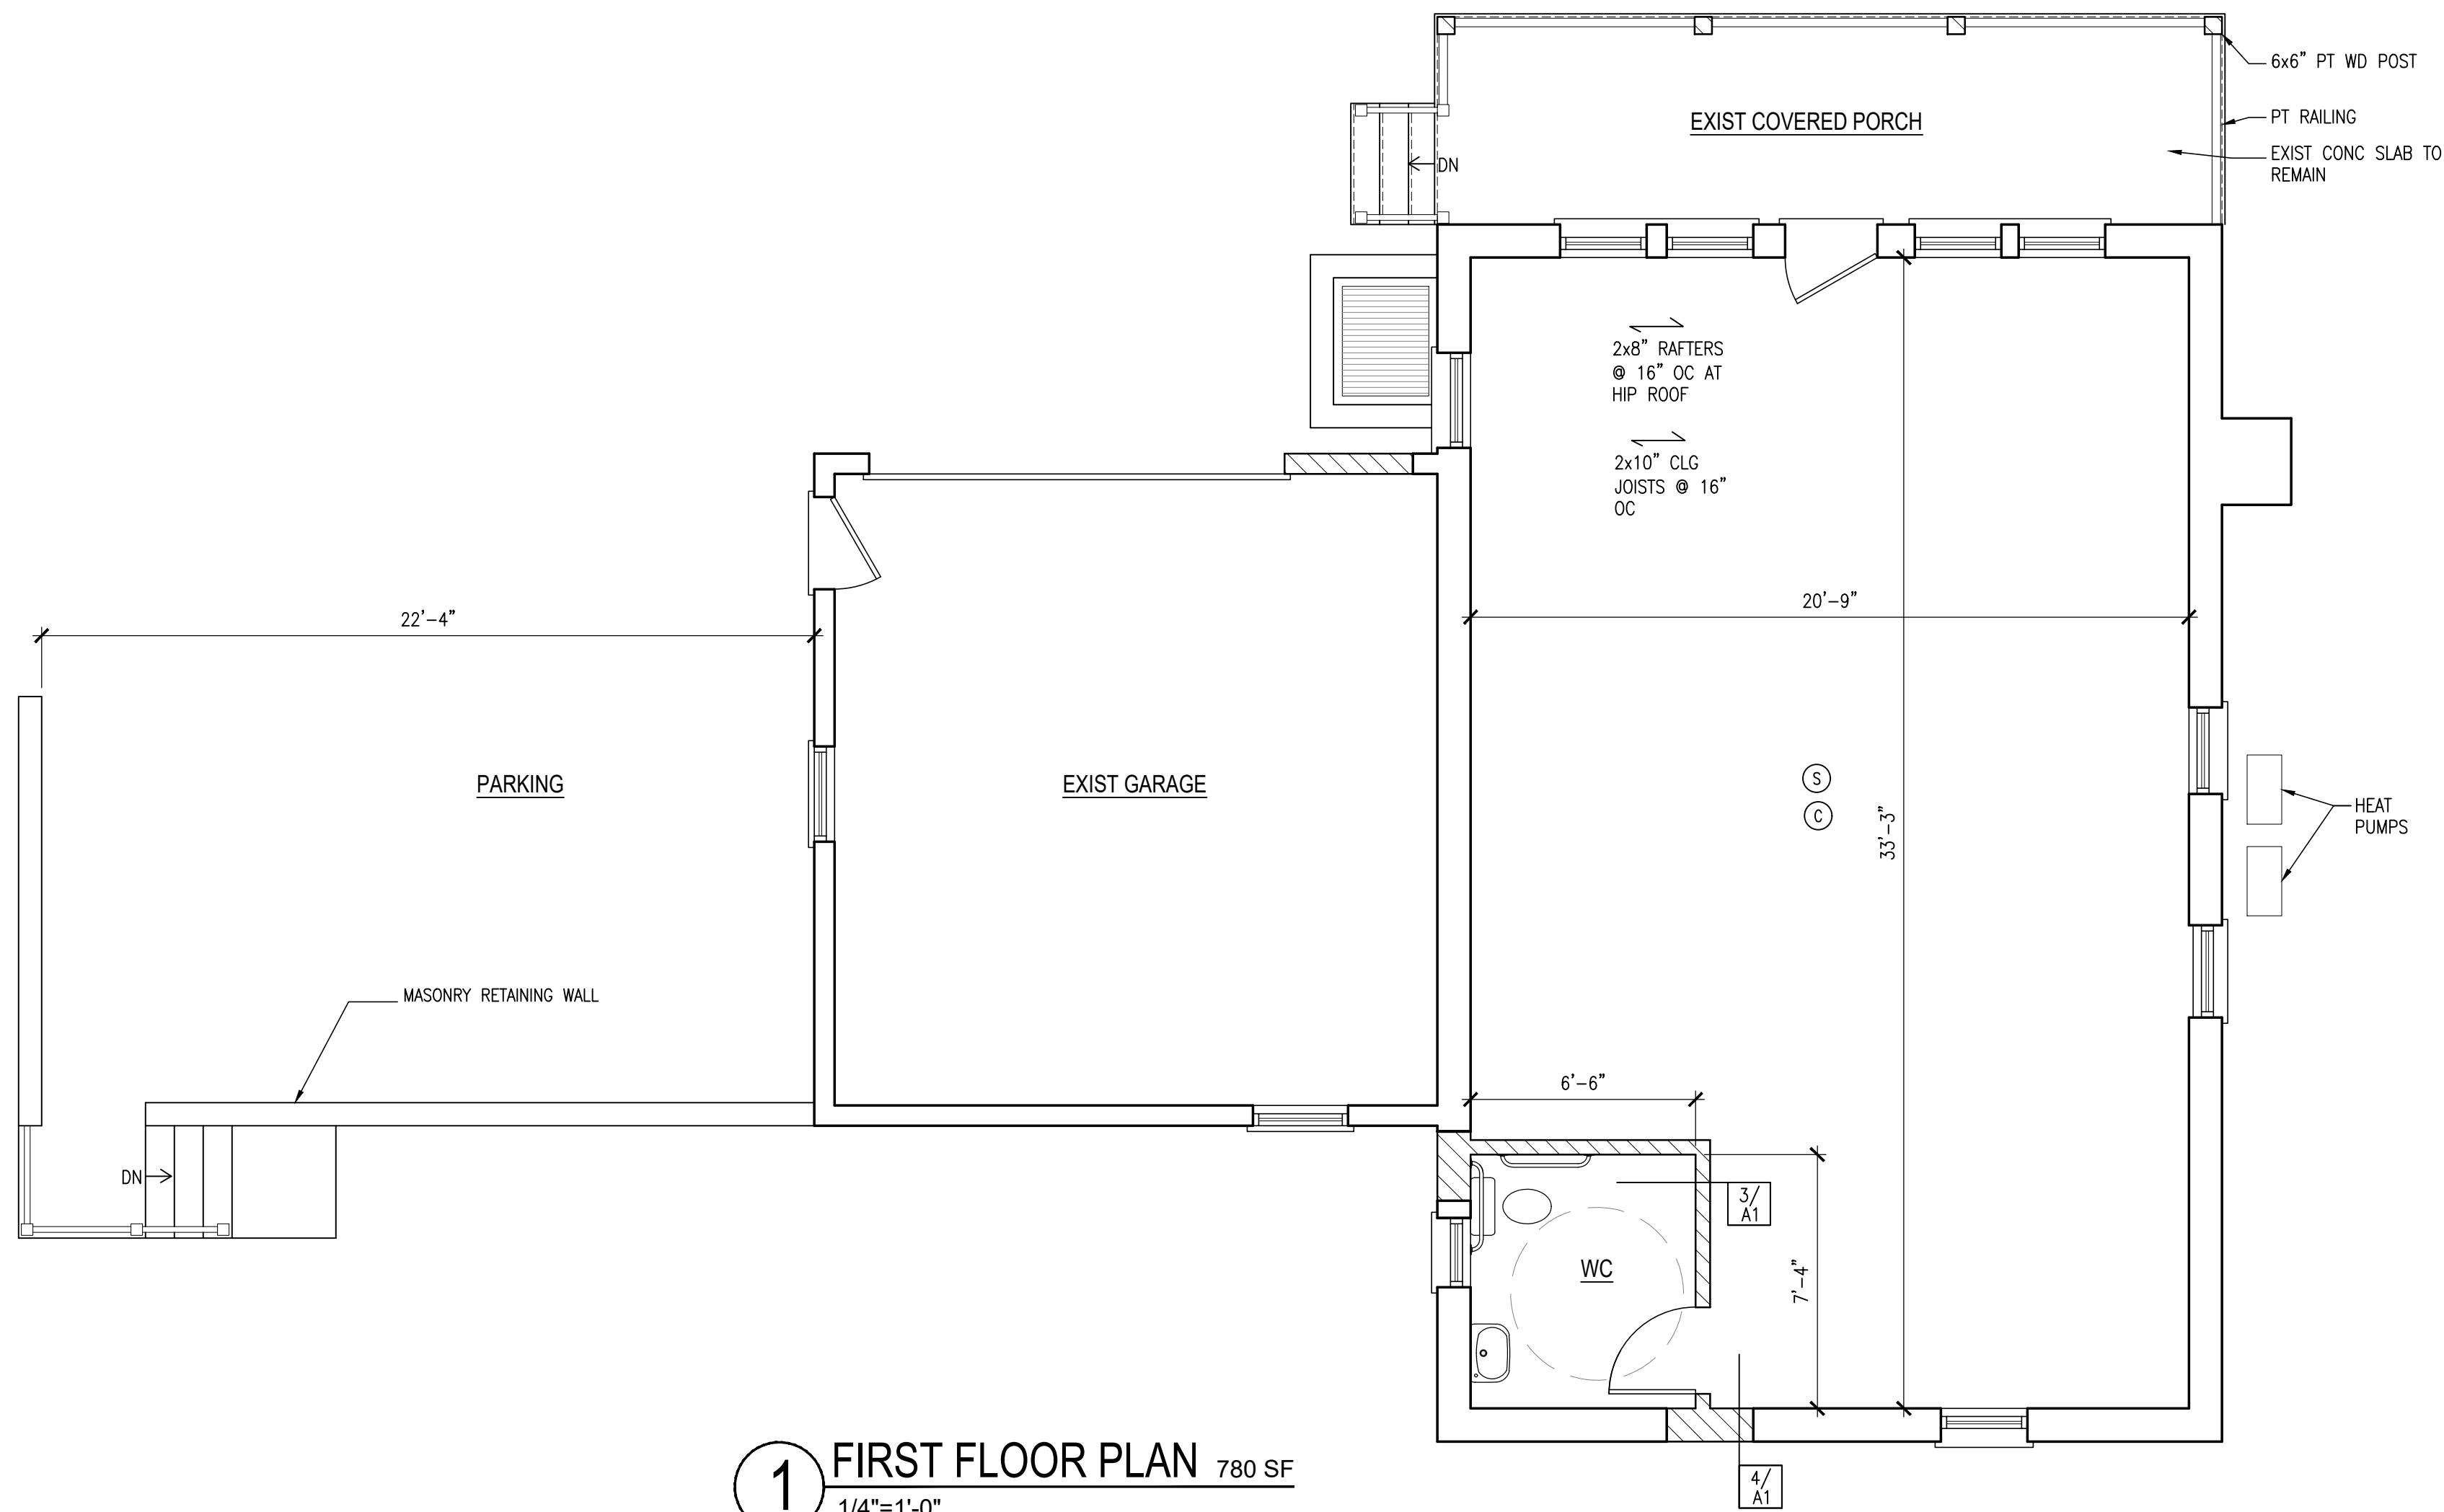 6x6" PT WD POST
PT RAILING
EXIST COVERED PORCH
EXIST CONC SLAB TO
REMAIN
DN
2x8" RAFTERS
@ 16" OC AT
HIP ROOF
2x10" CLG
JOISTS @ 16"
OC
22'-4"
20'-9"
PARKING
EXIST GARAGE
S
C
33'-3"
HEAT
PUMPS
MASONRY RETAINING WALL
6'-6"
DN
3/
A1
WC
7'-4"
1
FIRST FLOOR PLAN 780 SF
1/4"=1'-0"
4/
A1